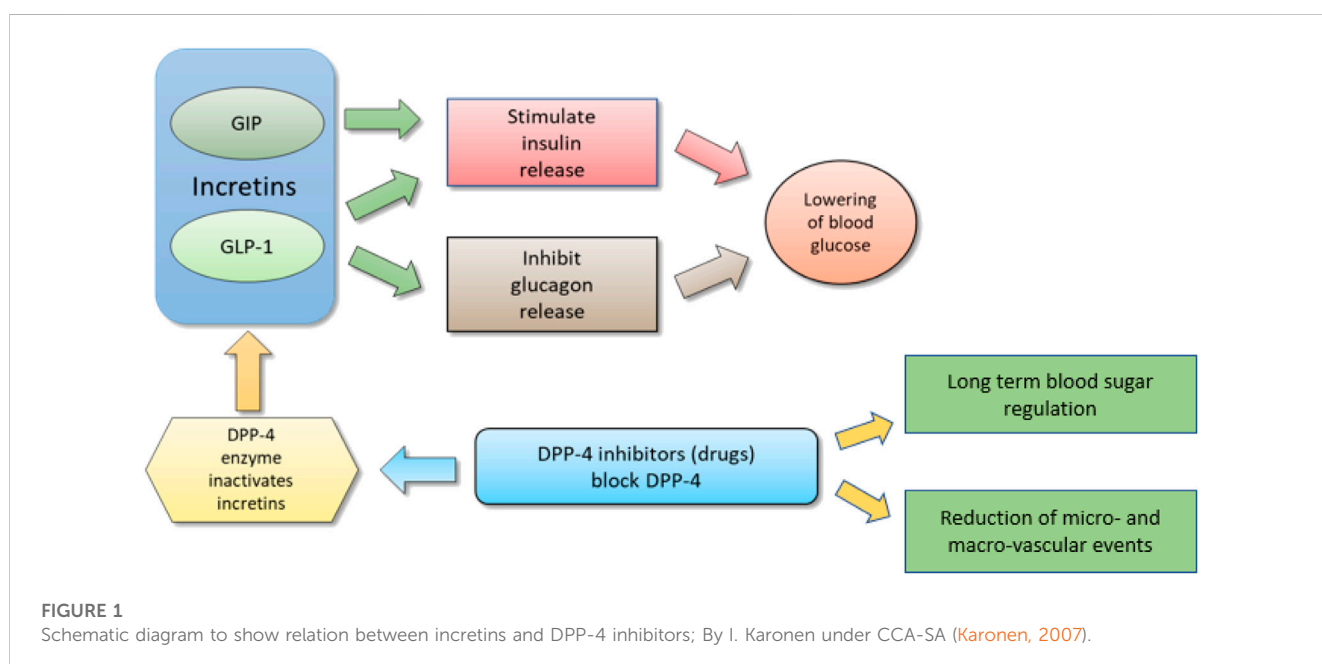 GIP
Incretins
GLP-1
Stimulate
insulin
release
Inhibit
glucagon
release
Lowering
of blood
glucose
DPP-4
enzyme
inactivates
incretins
DPP-4 inhibitors (drugs)
block DPP-4
Long term blood sugar
regulation
Reduction of micro- and
macro-vascular events
FIGURE 1
Schematic diagram to show relation between incretins and DPP-4 inhibitors; By I. Karonen under CCA-SA (Karonen, 2007).